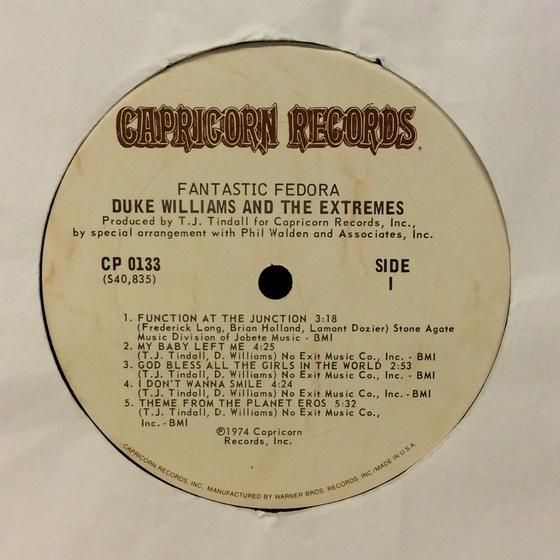 CAPRICORN RECORDS
FANTASTIC FEDORA
DUKE WILLIAMS AND THE EXTREMES
Produced by T.J. Tindall for Capricorn Records, Inc.,
by special arrangement with Phil Walden and Associates, Inc.
CP 0133
(S40,835)
SIDE
I
1. FUNCTION AT THE JUNCTION 3:18
(Frederick Long, Brian Holland, Lamont Dozier) Stone Agate
Music Division of Jobete Music - BMI
2. MY BABY LEFT ME 4:25
(T.J. Tindall, D. Williams) No Exit Music Co., Inc. - BMI
3. GOD BLESS ALL THE GIRLS IN THE WORLD 2:53
(T.J. Tindall, D. Williams) No Exit Music Co., Inc. - BMI
4. I DON'T WANNA SMILE 4:24
(T.J. Tindall, D. Williams) No Exit Music Co., Inc. - BMI
5. THEME FROM THE PLANET EROS 5:32
(T.J. Tindall, D. Williams) No Exit Music Co.,
Inc. - BMI
℗1974 Capricorn
Records, Inc.
CAPRICORN RECORDS, INC. MANUFACTURED BY WARNER BROS. RECORDS INC./MADE IN U.S.A.